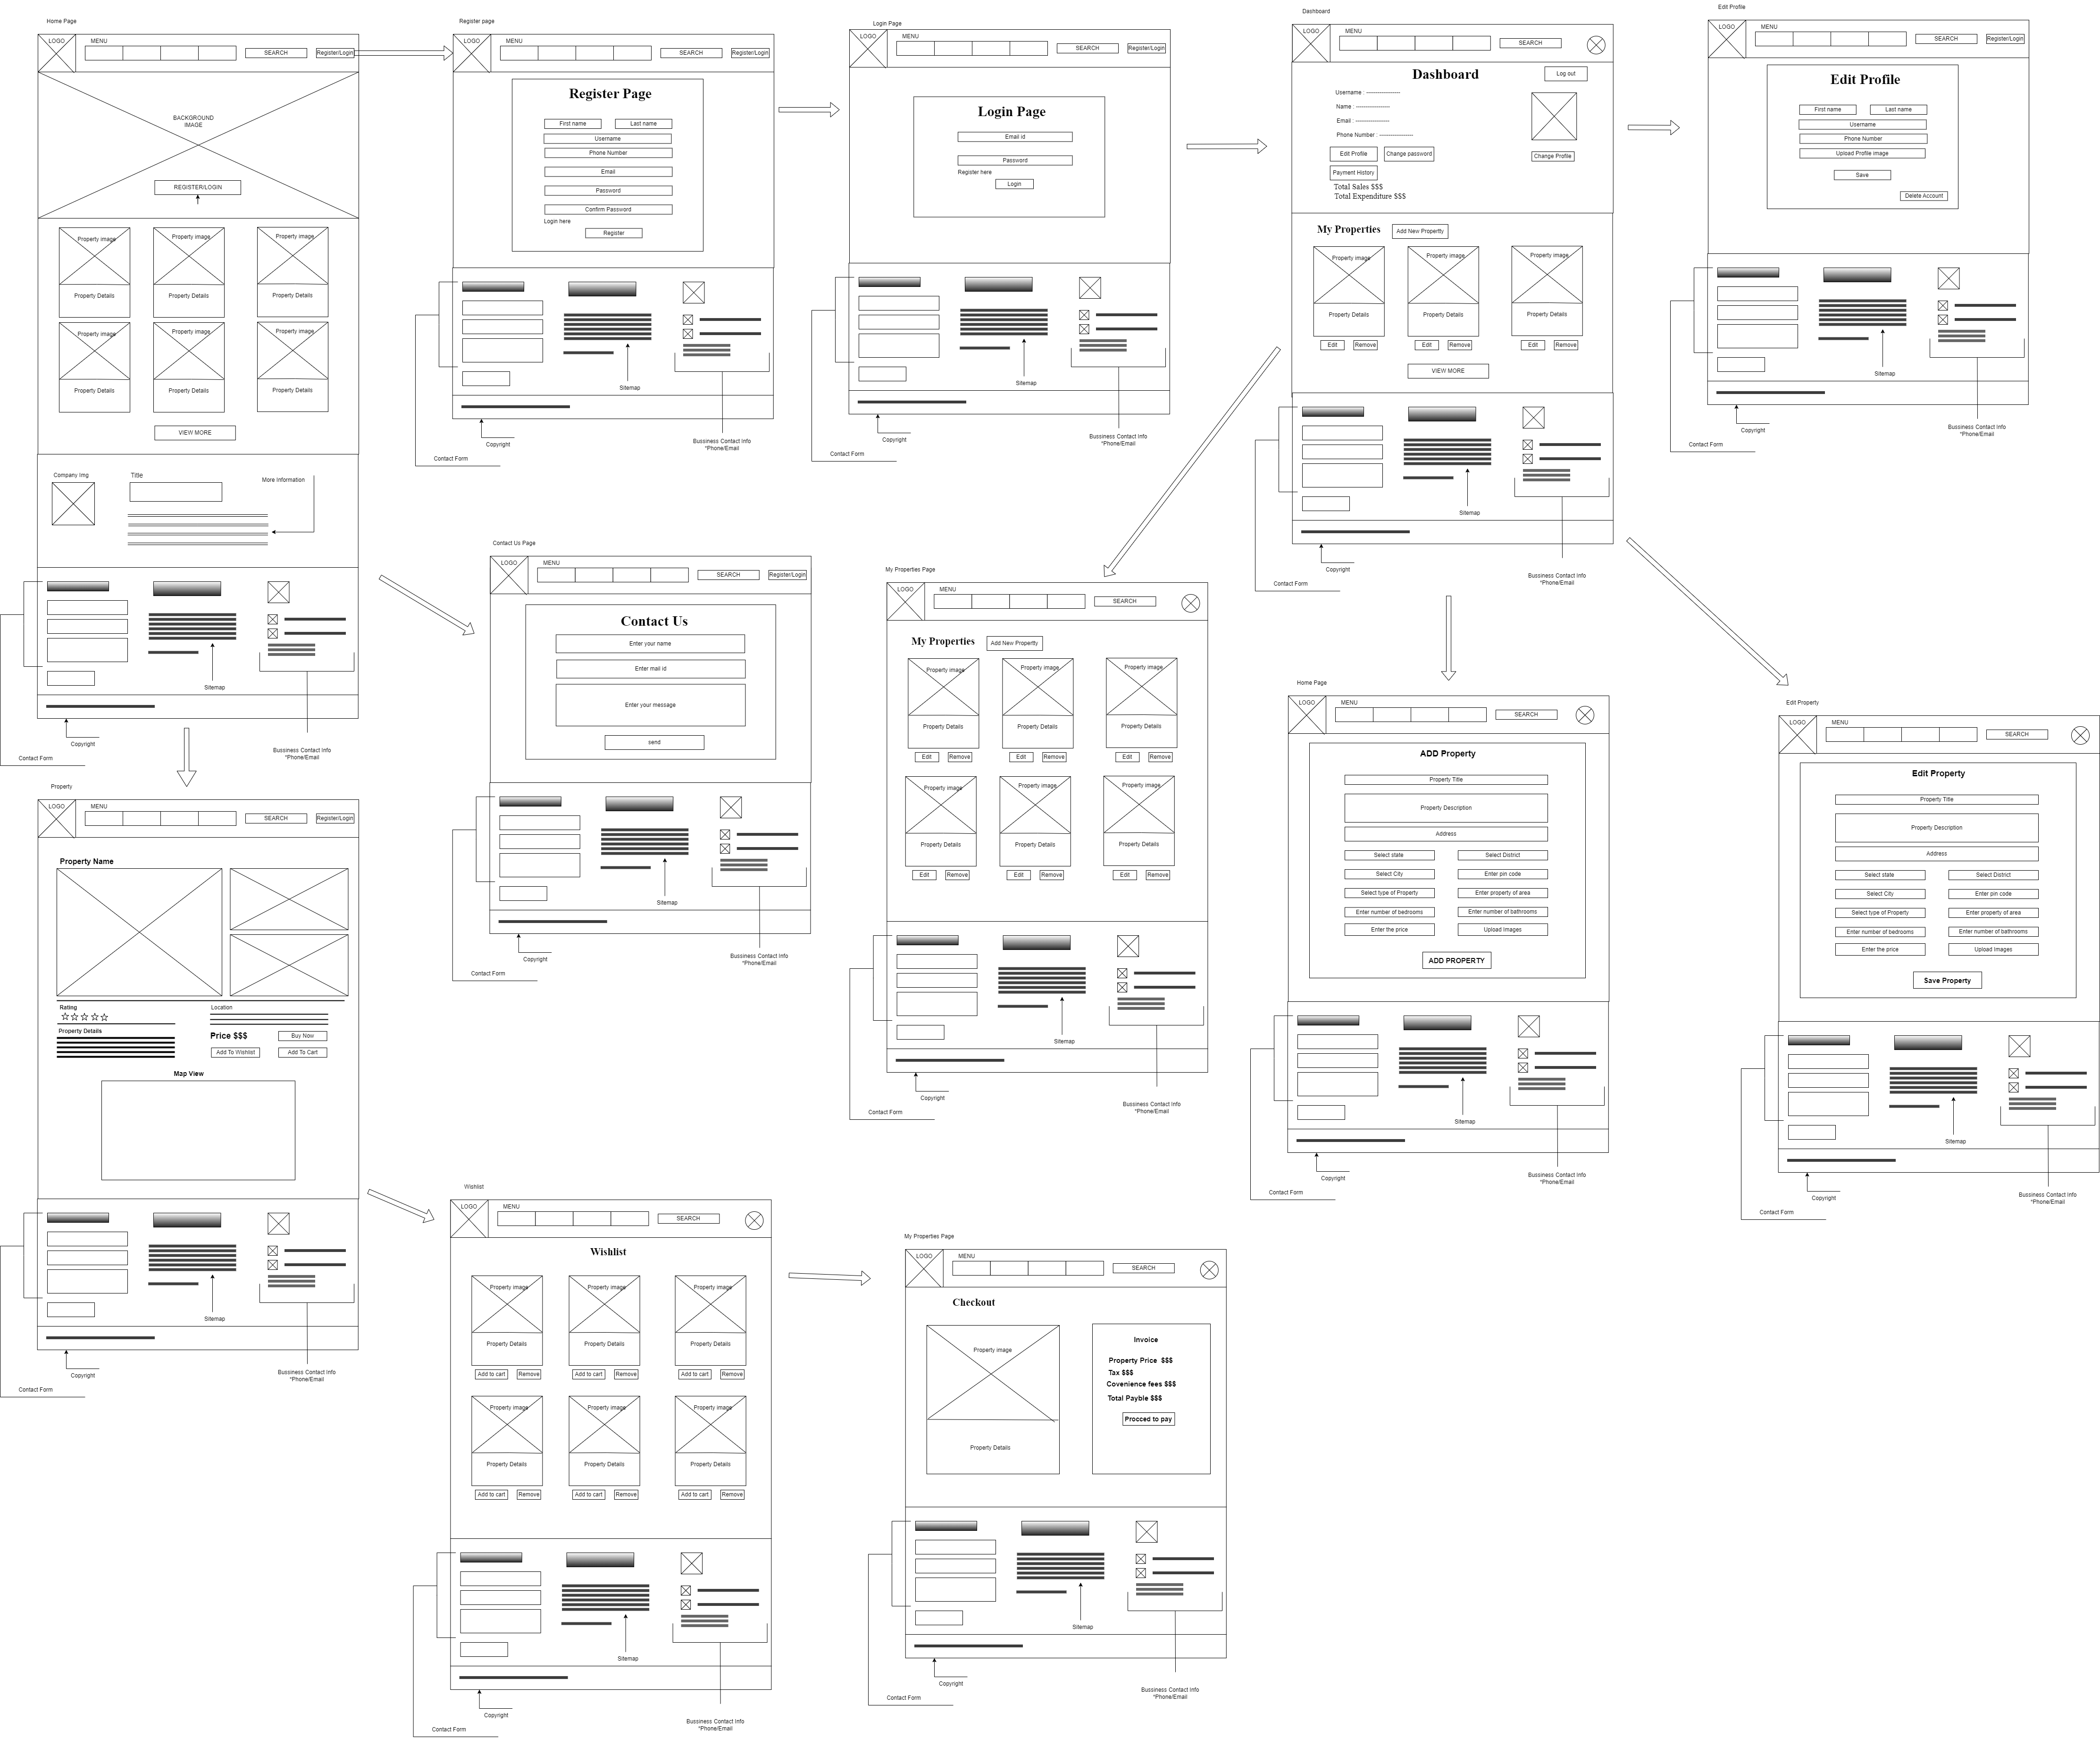 Home Page
LOGO
MENU
SEARCH
Register/Login
BACKGROUND
IMAGE
REGISTER/LOGIN
Property image
Property image
Property image
Property Details
Property Details
Property Details
Property image
Property image
Property image
Property Details
Property Details
Property Details
VIEW MORE
Company Img
Title
More Information
Sitemap
Copyright
Bussiness Contact Info
*Phone/Email
Contact Form
Register page
LOGO
MENU
SEARCH
Register/Login
Register Page
First name
Last name
Username
Phone Number
Email
Password
Confirm Password
Login here
Register
Sitemap
Copyright
Bussiness Contact Info
*Phone/Email
Contact Form
Login Page
LOGO
MENU
SEARCH
Register/Login
Login Page
Email id
Password
Register here
Login
Sitemap
Copyright
Bussiness Contact Info
*Phone/Email
Contact Form
Dashboard
LOGO
MENU
SEARCH
Dashboard
Log out
Username : ------------------
Name : ------------------
Email : ------------------
Phone Number : ------------------
Edit Profile
Change password
Change Profile
Payment History
Total Sales $$$
Total Expenditure $$$
My Properties
Add New Propertty
Property image
Property image
Property image
Property Details
Property Details
Property Details
Edit
Remove
Edit
Remove
Edit
Remove
VIEW MORE
Sitemap
Copyright
Bussiness Contact Info
*Phone/Email
Contact Form
Edit Profile
LOGO
MENU
SEARCH
Register/Login
Edit Profile
First name
Last name
Username
Phone Number
Upload Profile image
Save
Delete Account
Sitemap
Copyright
Bussiness Contact Info
*Phone/Email
Contact Form
Contact Us Page
LOGO
MENU
SEARCH
Register/Login
Contact Us
Enter your name
Enter mail id
Enter your message
send
Sitemap
Copyright
Bussiness Contact Info
*Phone/Email
Contact Form
My Properties Page
LOGO
MENU
SEARCH
My Properties
Add New Propertty
Property image
Property image
Property image
Property Details
Property Details
Property Details
Edit
Remove
Edit
Remove
Edit
Remove
Property image
Property image
Property image
Property Details
Property Details
Property Details
Edit
Remove
Edit
Remove
Edit
Remove
Sitemap
Copyright
Bussiness Contact Info
*Phone/Email
Contact Form
Home Page
LOGO
MENU
SEARCH
ADD Property
Property Title
Property Description
Address
Select state
Select District
Select City
Enter pin code
Select type of Property
Enter property of area
Enter number of bedrooms
Enter number of bathrooms
Enter the price
Upload Images
ADD PROPERTY
Sitemap
Copyright
Bussiness Contact Info
*Phone/Email
Contact Form
Edit Property
LOGO
MENU
SEARCH
Edit Property
Property Title
Property Description
Address
Select state
Select District
Select City
Enter pin code
Select type of Property
Enter property of area
Enter number of bedrooms
Enter number of bathrooms
Enter the price
Upload Images
Save Property
Sitemap
Copyright
Bussiness Contact Info
*Phone/Email
Contact Form
Property
LOGO
MENU
SEARCH
Register/Login
Property Name
Rating
Location
Property Details
Price $$$
Buy Now
Add To Wishlist
Add To Cart
Map View
Sitemap
Copyright
Bussiness Contact Info
*Phone/Email
Contact Form
Wishlist
LOGO
MENU
SEARCH
Wishlist
Property image
Property image
Property image
Property Details
Property Details
Property Details
Add to cart
Remove
Add to cart
Remove
Add to cart
Remove
Property image
Property image
Property image
Property Details
Property Details
Property Details
Add to cart
Remove
Add to cart
Remove
Add to cart
Remove
Sitemap
Copyright
Bussiness Contact Info
*Phone/Email
Contact Form
My Properties Page
LOGO
MENU
SEARCH
Checkout
Property image
Property Details
Invoice
Property Price $$$
Tax $$$
Covenience fees $$$
Total Payble $$$
Procced to pay
Sitemap
Copyright
Bussiness Contact Info
*Phone/Email
Contact Form